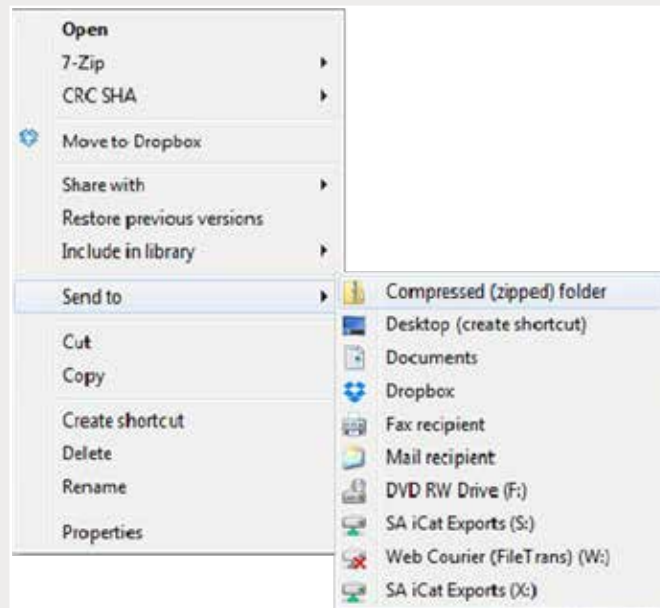 Open
7-Zip
CRC SHA
Move to Dropbox
Share with
Restore previous versions
Include in library
Send to
Cut
Copy
Create shortcut
Delete
Rename
Properties
Compressed (zipped) folder
Desktop (create shortcut)
Documents
Dropbox
Fax recipient
Mail recipient
DVD RW Drive (F:)
SA iCat Exports (S:)
Web Courier (FileTrans) (W:)
SA iCat Exports (X:)